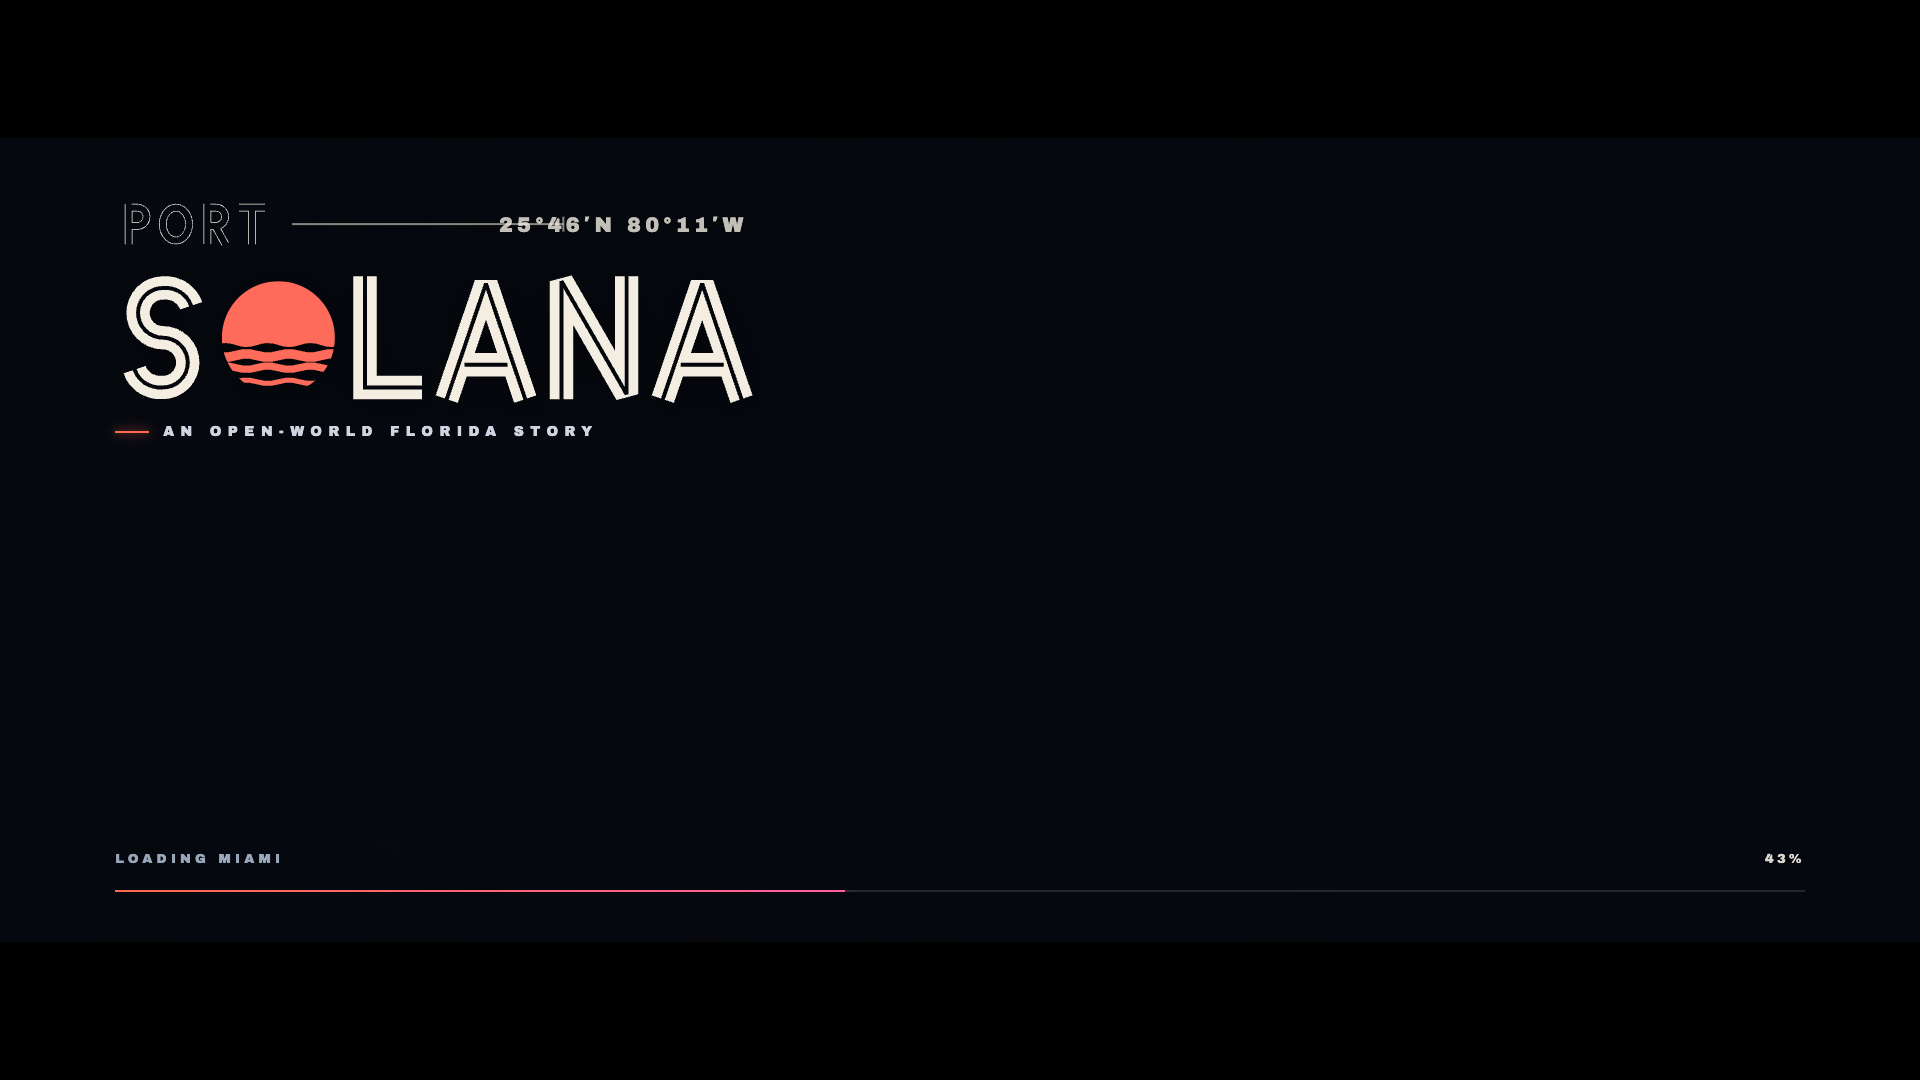 PORT 25°46′N 80°11′W
SOLANA
AN OPEN-WORLD FLORIDA STORY
LOADING MIAMI 43%